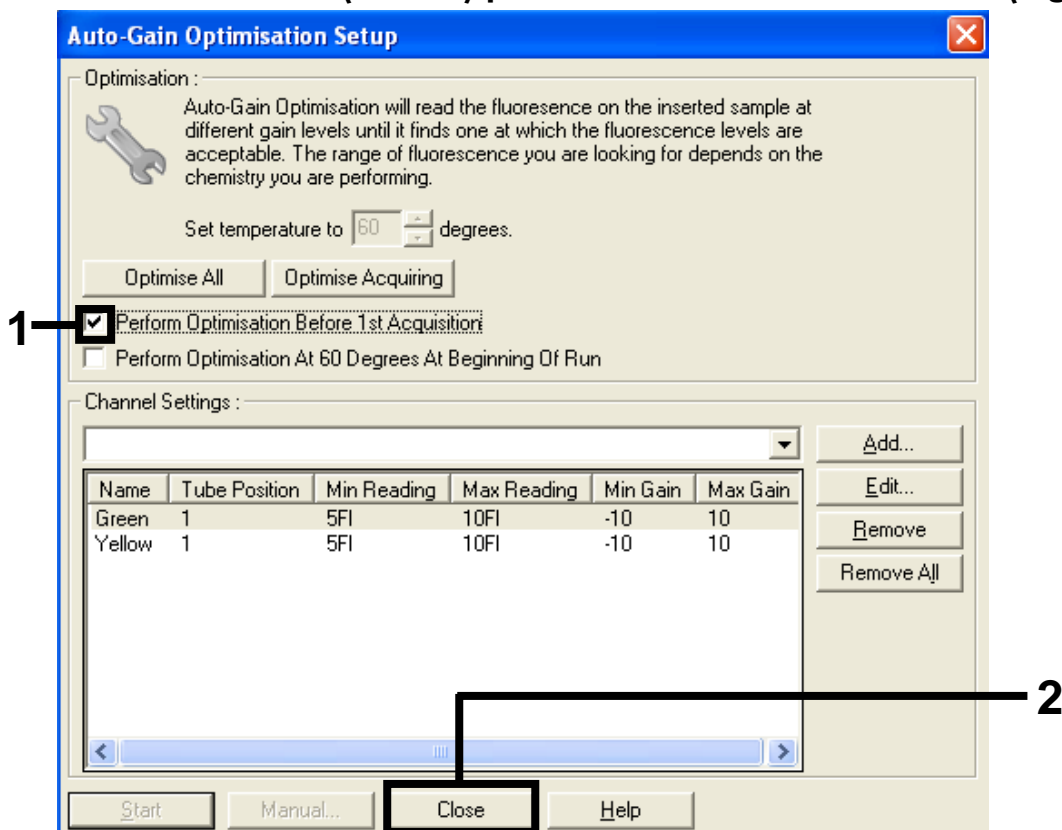 Auto-Gain Optimisation Setup
Optimisation :
Auto-Gain Optimisation will read the fluoresence on the inserted sample at
different gain levels until it finds one at which the fluorescence levels are
acceptable. The range of fluorescence you are looking for depends on the
chemistry you are performing.
Set temperature to 60 degrees.
Optimise All Optimise Acquiring
1 Perform Optimisation Before 1st Acquisition
Perform Optimisation At 60 Degrees At Beginning Of Run
Channel Settings :
Add...
Name Tube Position Min Reading Max Reading Min Gain Max Gain Edit...
Green 1 5Fl 10Fl -10 10
Remove
Yellow 1 5Fl 10Fl -10 10
Remove All
2
Start Manual... Close Help